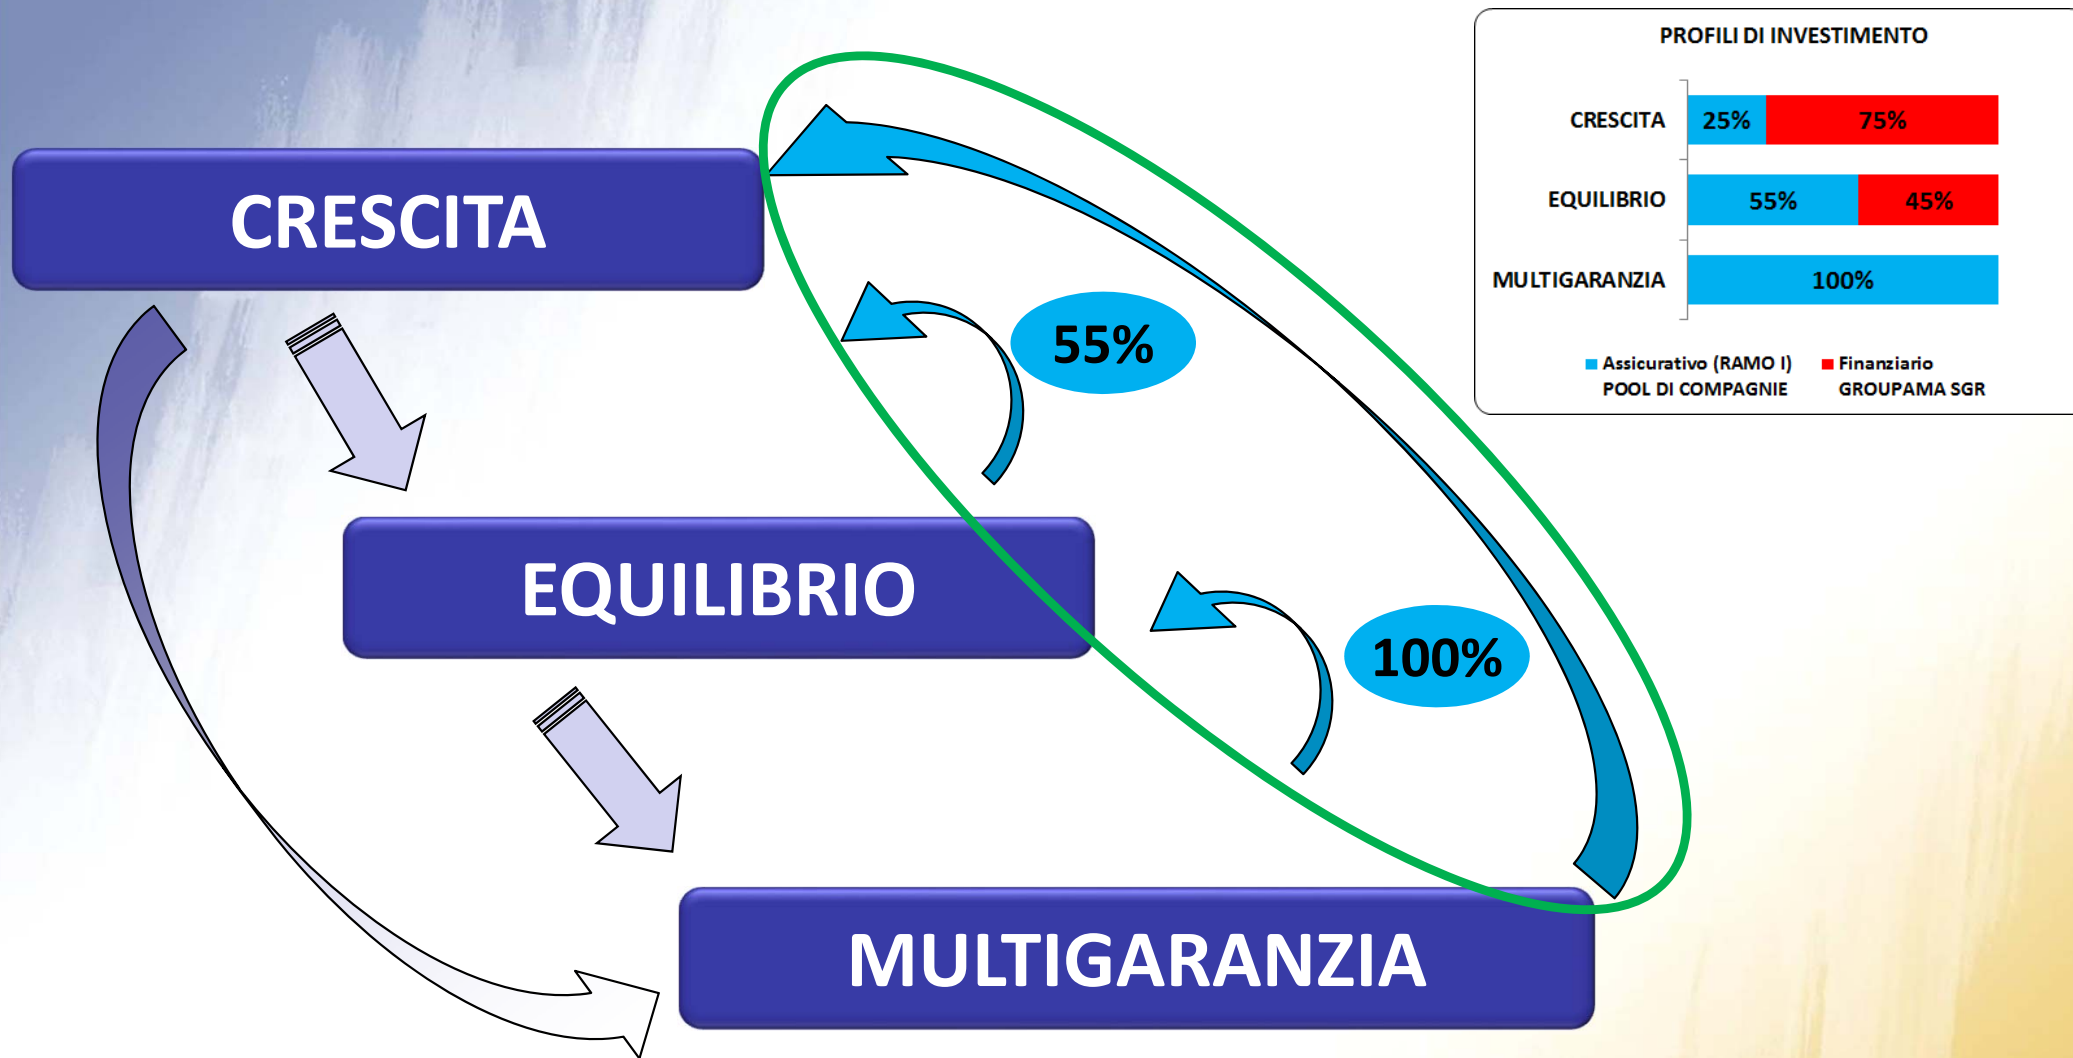 PROFILI DI INVESTIMENTO
CRESCITA 25% 75%
EQUILIBRIO 55% 45%
MULTIGARANZIA 100%
Assicurativo (RAMO I) Finanziario
POOL DI COMPAGNIE GROUPAMA SGR
CRESCITA
55%
EQUILIBRIO
100%
MULTIGARANZIA